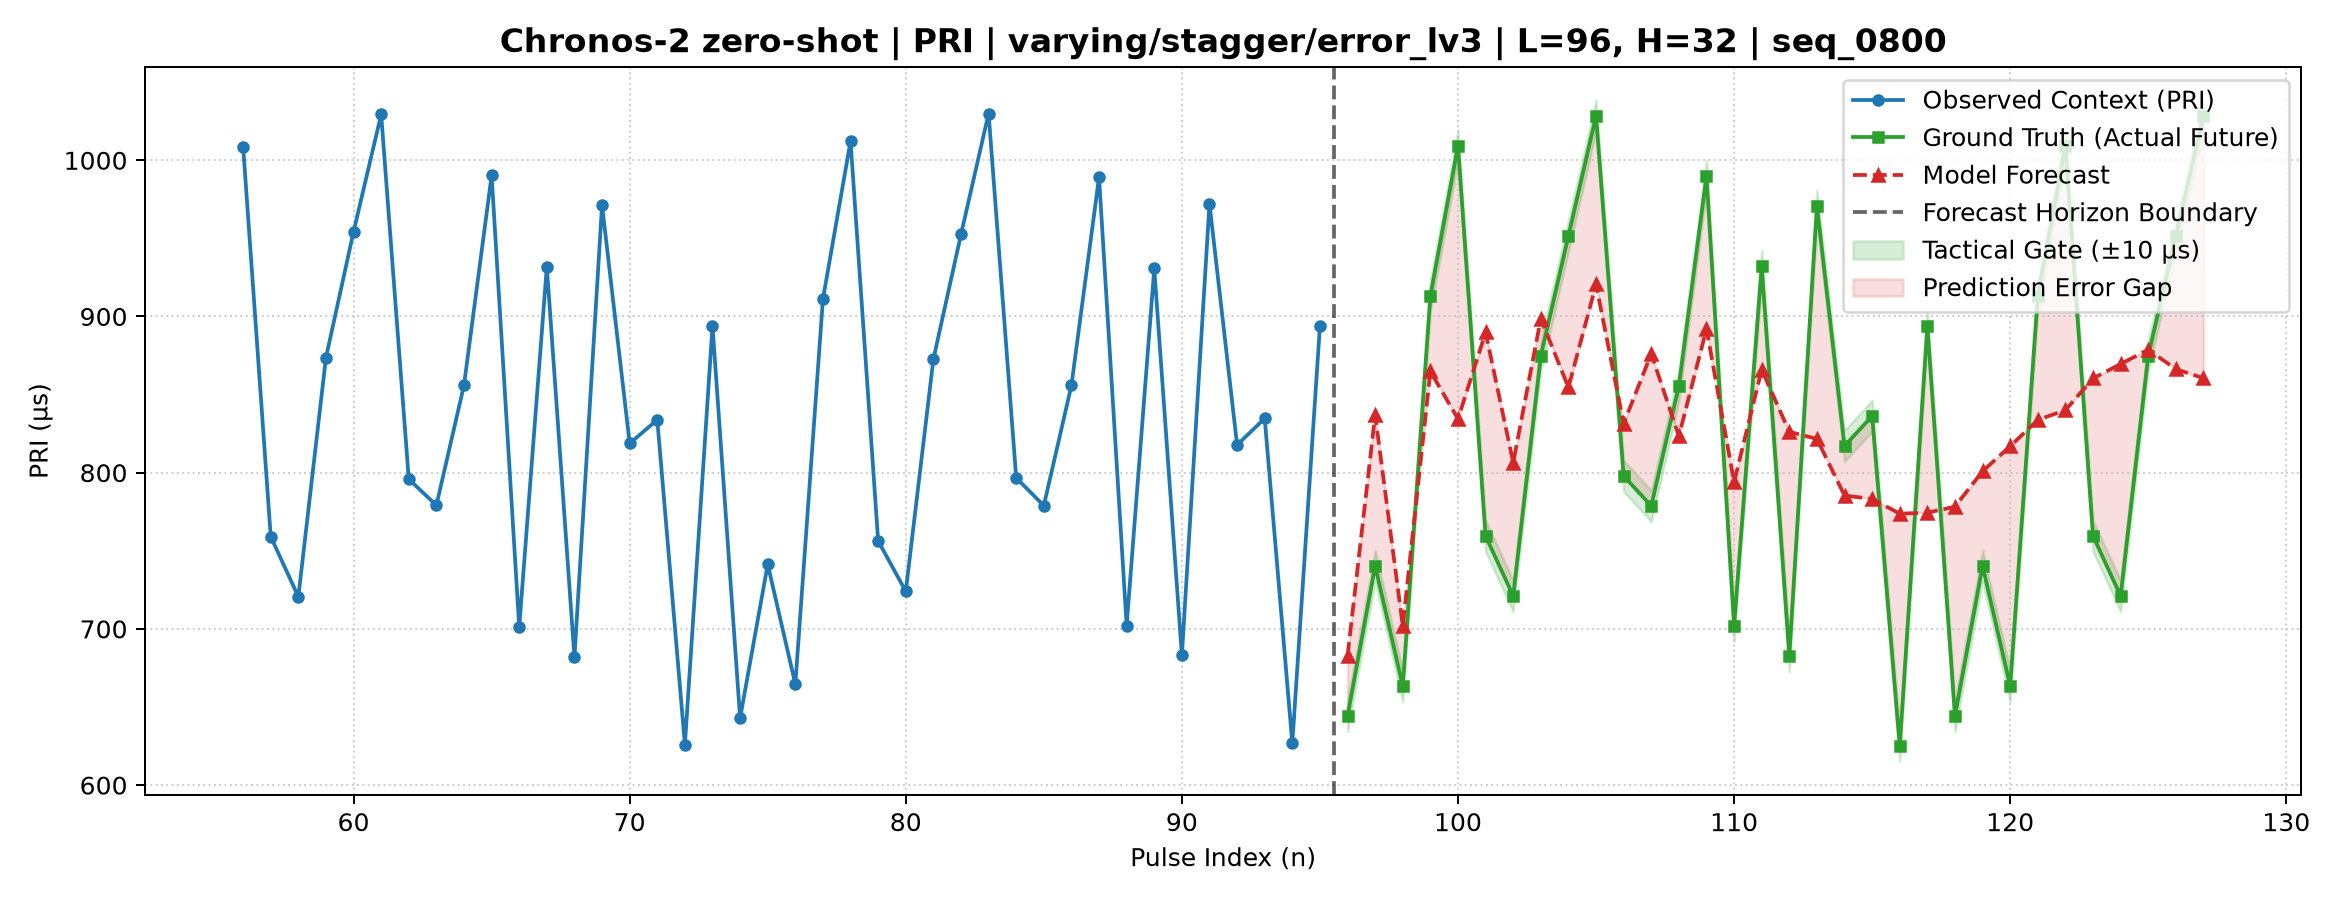 Chronos-2 zero-shot | PRI | varying/stagger/error_lv3 | L=96, H=32 | seq_0800
Observed Context (PRI)
Ground Truth (Actual Future)
Model Forecast
Forecast Horizon Boundary
Tactical Gate (±10 μs)
Prediction Error Gap
PRI (μs)
1000
900
800
700
600
60
70
80
90
100
110
120
130
Pulse Index (n)